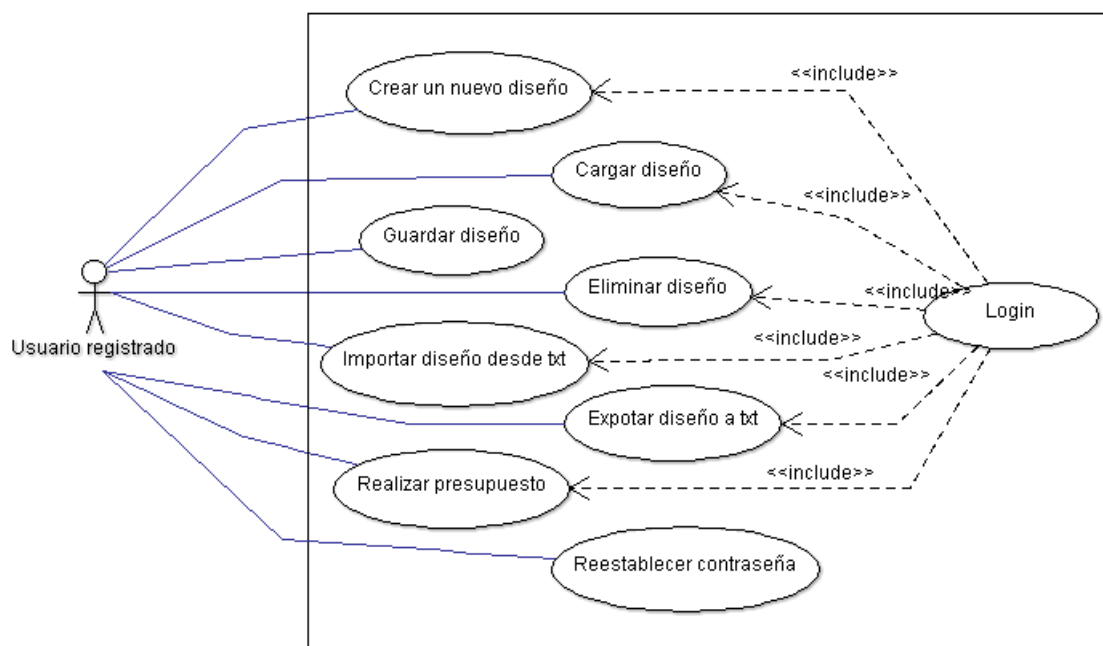 Crear un nuevo diseño
<<include>>
Cargar diseño
<<include>>
Guardar diseño
Eliminar diseño
<<include>>
Login
Usuario registrado
Importar diseño desde txt
<<include>>
<<include>>
Expotar diseño a txt
Realizar presupuesto
<<include>>
Reestablecer contraseña